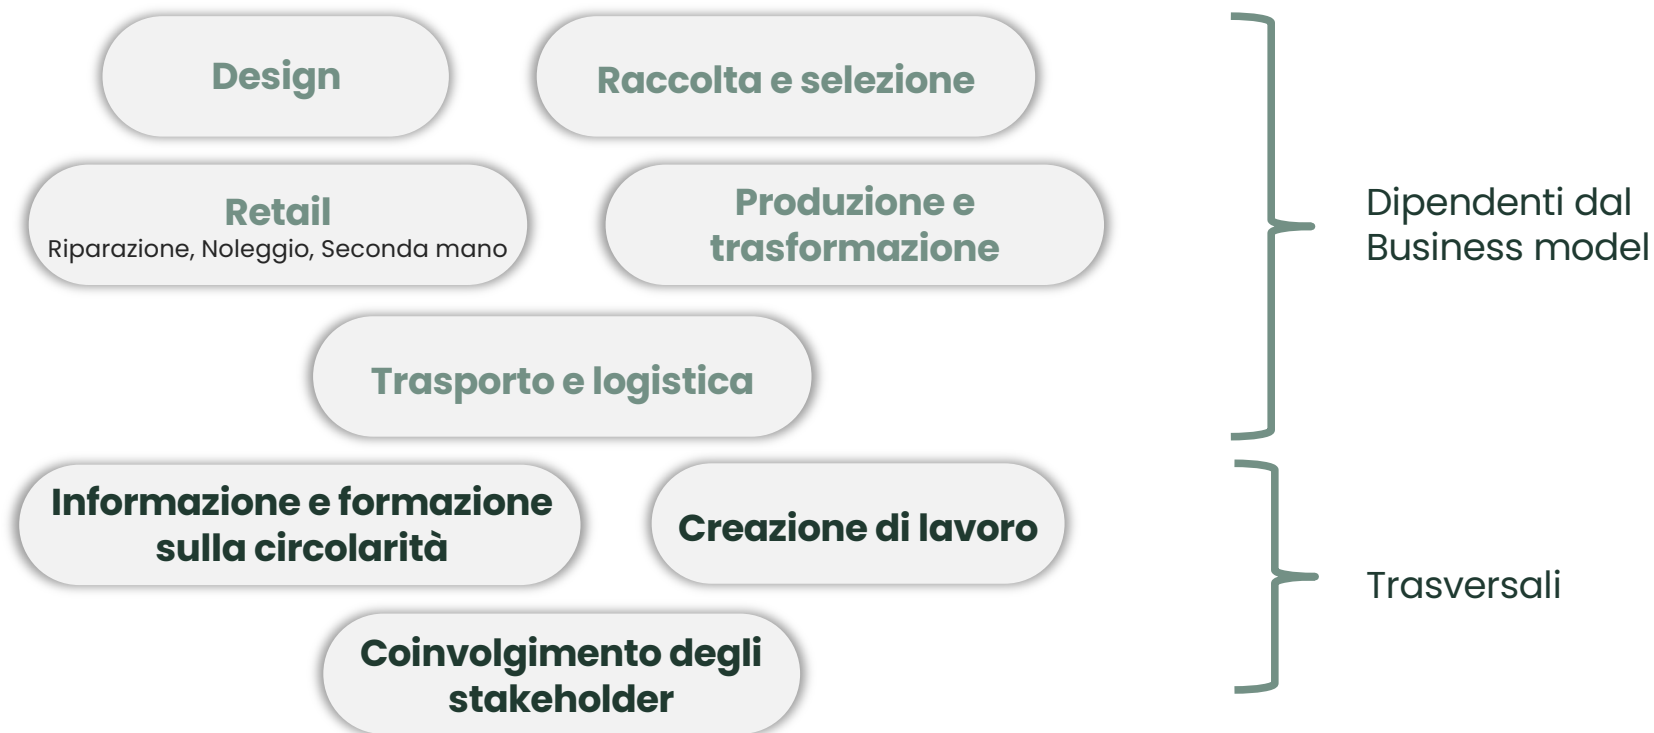 Design
Raccolta e selezione
Retail
Riparazione, Noleggio, Seconda mano
Produzione e
trasformazione
Trasporto e logistica
Dipendenti dal
Business model
Informazione e formazione
sulla circolarità
Creazione di lavoro
Coinvolgimento degli
stakeholder
Trasversali